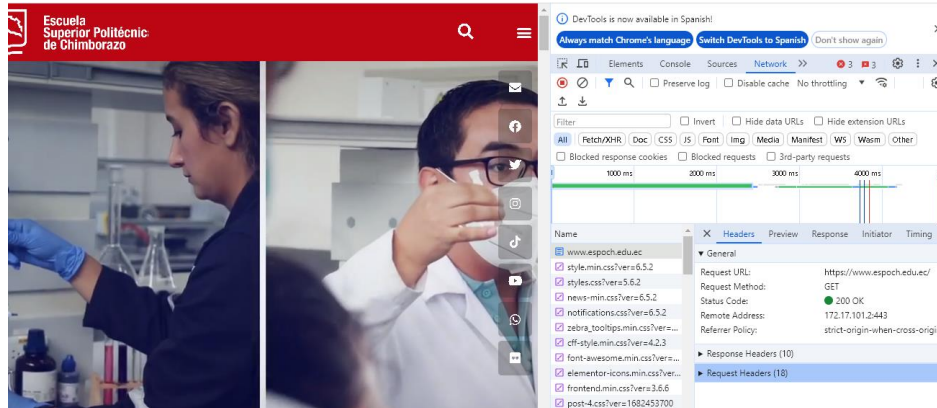 Escuela
Superior Politécnic
de Chimborazo
DevTools is now available in Spanish!
Always match Chrome's language Switch DevTools to Spanish Don't show again
Elements Console Sources Network 3 3
Preserve log Disable cache No throttling
Filter Invert Hide data URLs Hide extension URLs
All Fetch/XHR Doc CSS JS Font Img Media Manifest WS Wasm Other
Blocked response cookies Blocked requests 3rd-party requests
1000 ms 2000 ms 3000 ms 4000 ms
Name Headers Preview Response Initiator Timing
www.espoch.edu.ec
style.min.css?ver=6.5.2
styles.css?ver=5.6.2
news-min.css?ver=6.5.2
notifications.css?ver=6.5.2
zebra_tooltips.min.css?ver=...
cff-style.min.css?ver=4.2.3
font-awesome.min.css?ver=...
elementor-icons.min.css?ver...
frontend.min.css?ver=3.6.6
post-4.css?ver=1682453700
General
Request URL: https://www.espoch.edu.ec/
Request Method: GET
Status Code: 200 OK
Remote Address: 172.17.101.2:443
Referrer Policy: strict-origin-when-cross-origi
Response Headers (10)
Request Headers (18)